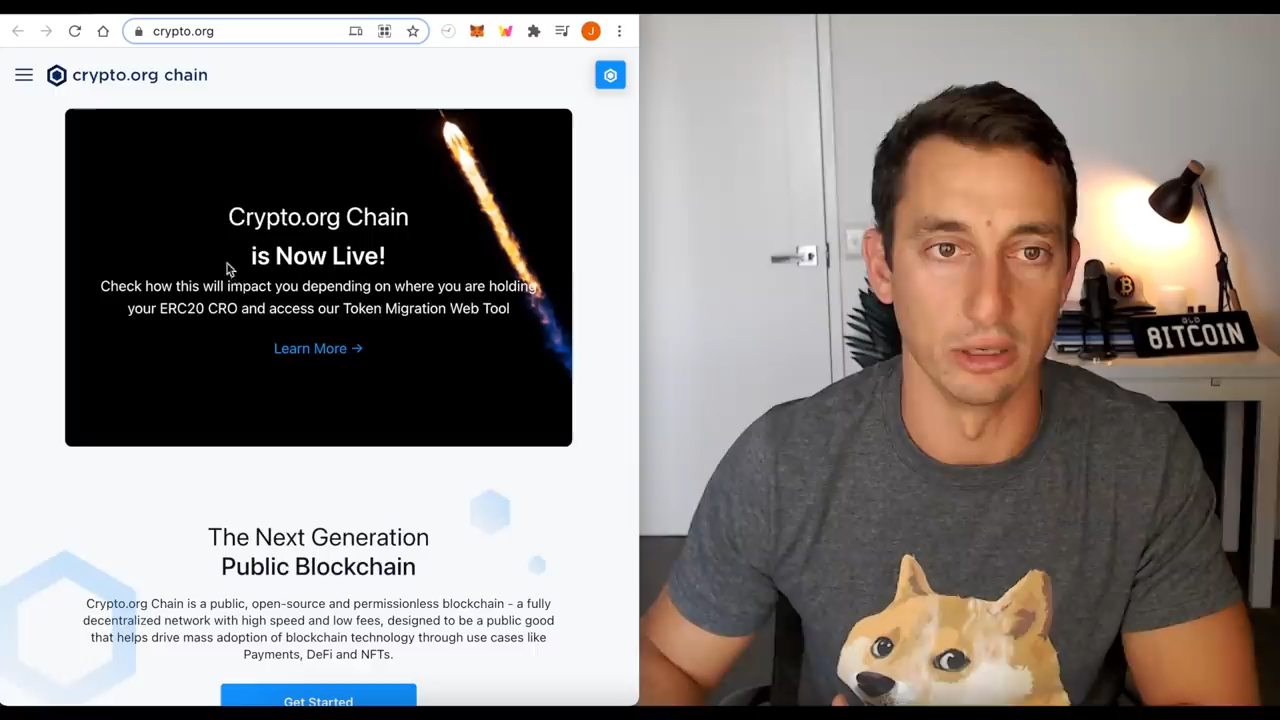 crypto.org
J
crypto.org chain
Crypto.org Chain
is Now Live!
Check how this will impact you depending on where you are holding
your ERC20 CRO and access our Token Migration Web Tool
Learn More →
The Next Generation
Public Blockchain
Crypto.org Chain is a public, open-source and permissionless blockchain - a fully
decentralized network with high speed and low fees, designed to be a public good
that helps drive mass adoption of blockchain technology through use cases like
Payments, DeFi and NFTs.
Get Started
QLD
BITCOIN